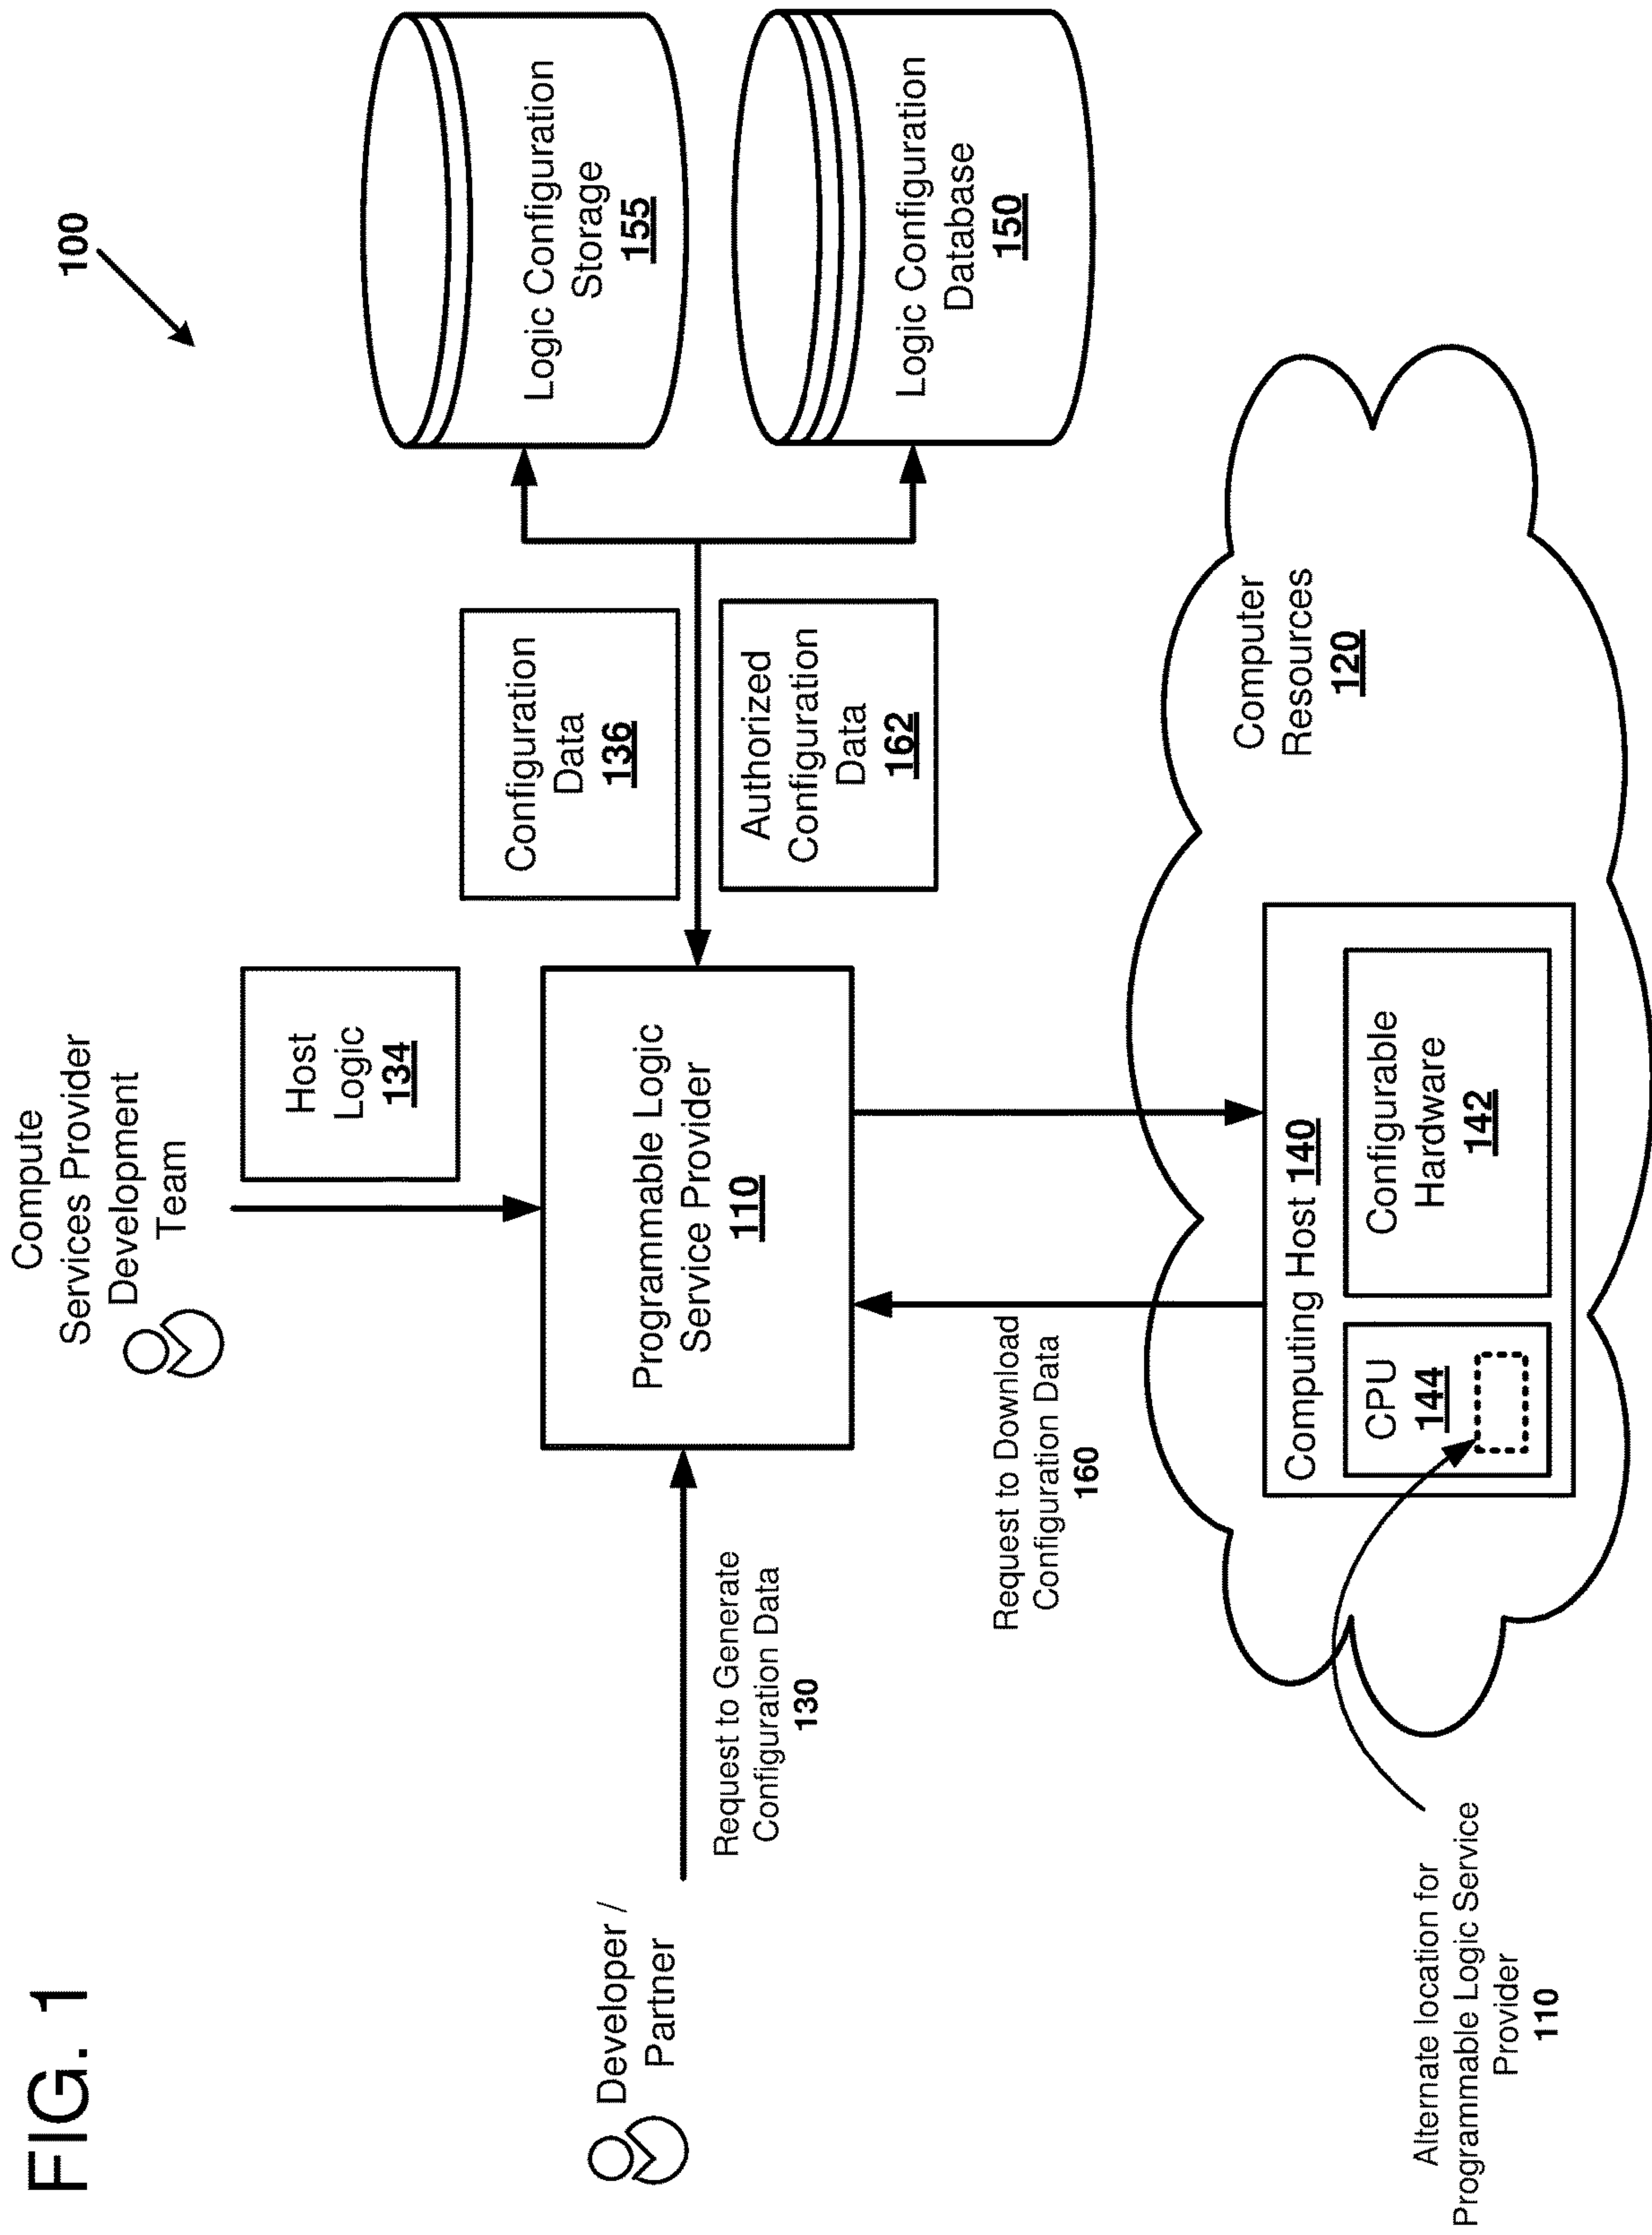 FIG. 1
100
Compute
Services Provider
Development
Team
Host
Logic
134
Configuration
Data
136
Authorized
Configuration
Data
162
Logic Configuration
Storage
155
Logic Configuration
Database
150
Developer /
Partner
Request to Generate
Configuration Data
130
Programmable Logic
Service Provider
110
Request to Download
Configuration Data
160
Computer
Resources
120
Computing Host 140
CPU
144
Configurable
Hardware
142
Alternate location for
Programmable Logic Service
Provider
110